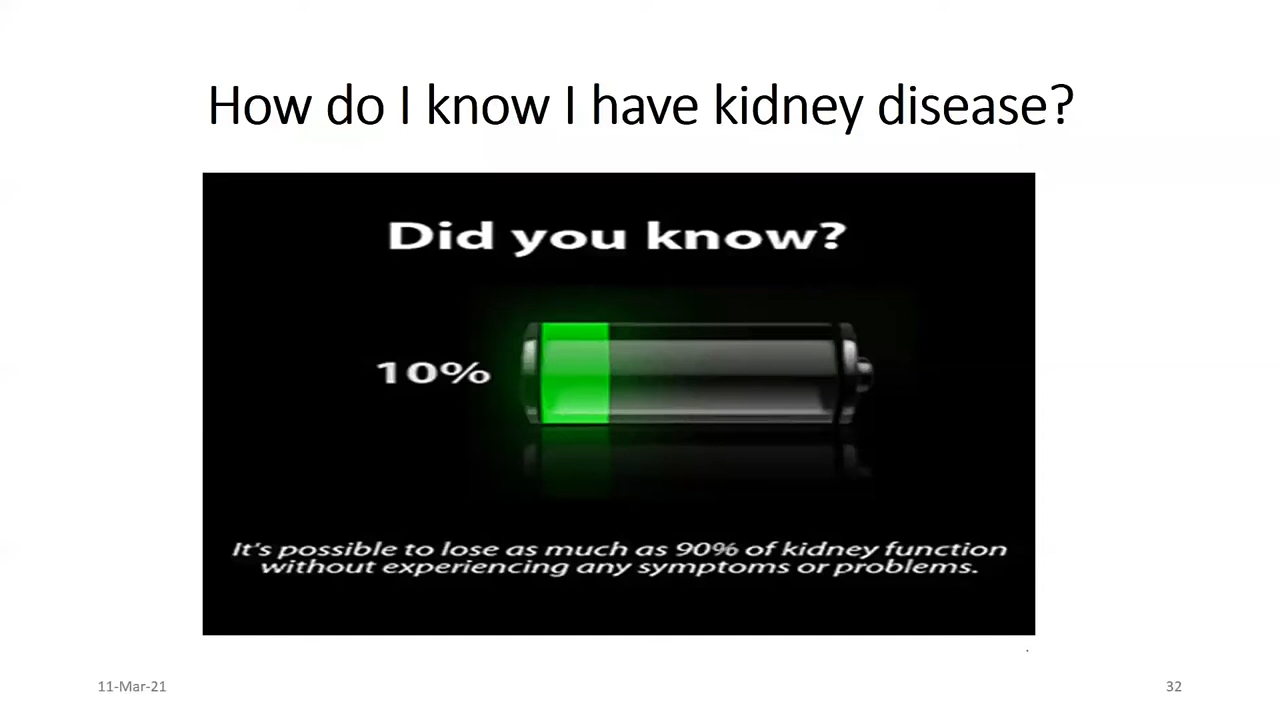 How do I know I have kidney disease?
Did you know?
10%
It's possible to lose as much as 90% of kidney function
without experiencing any symptoms or problems.
11-Mar-21
32